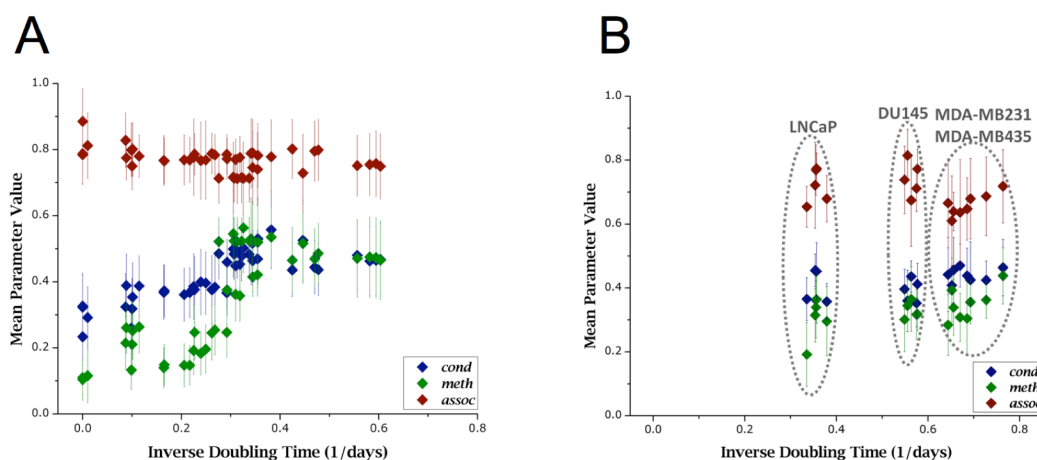 A
Mean Parameter Value
1.0
0.8
0.6
0.4
0.2
0.0
0.0 0.2 0.4 0.6 0.8
Inverse Doubling Time (1/days)
cond
meth
assoc
B
Mean Parameter Value
1.0
0.8
0.6
0.4
0.2
0.0
0.0 0.2 0.4 0.6 0.8
Inverse Doubling Time (1/days)
LNCaP
DU145
MDA-MB231
MDA-MB435
cond
meth
assoc